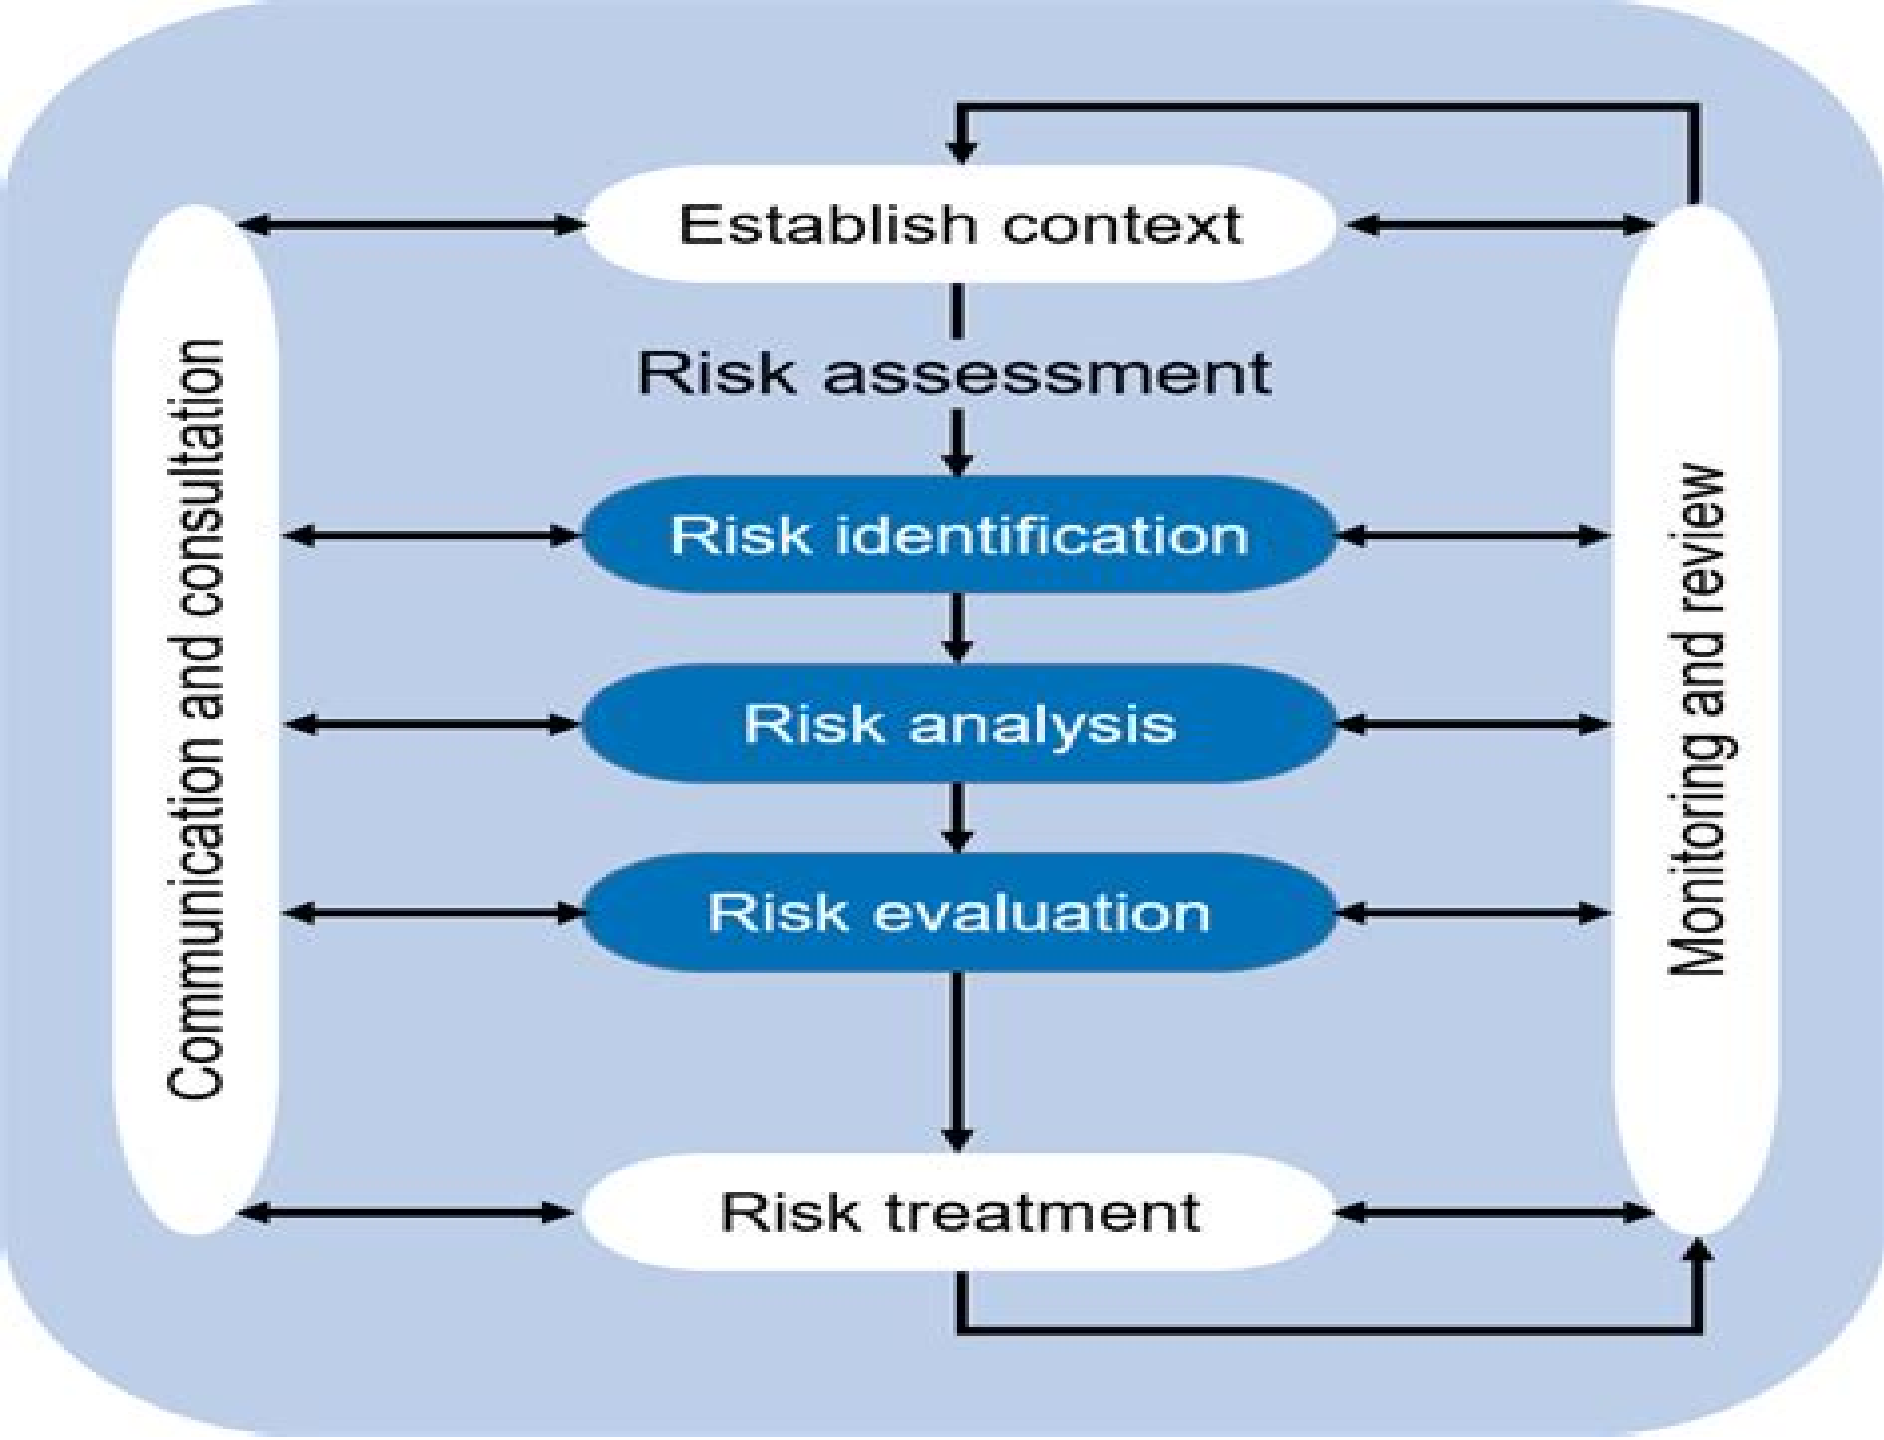 Establish context
Risk assessment
Communication and consultation
Risk identification
Risk analysis
Risk evaluation
Monitoring and review
Risk treatment